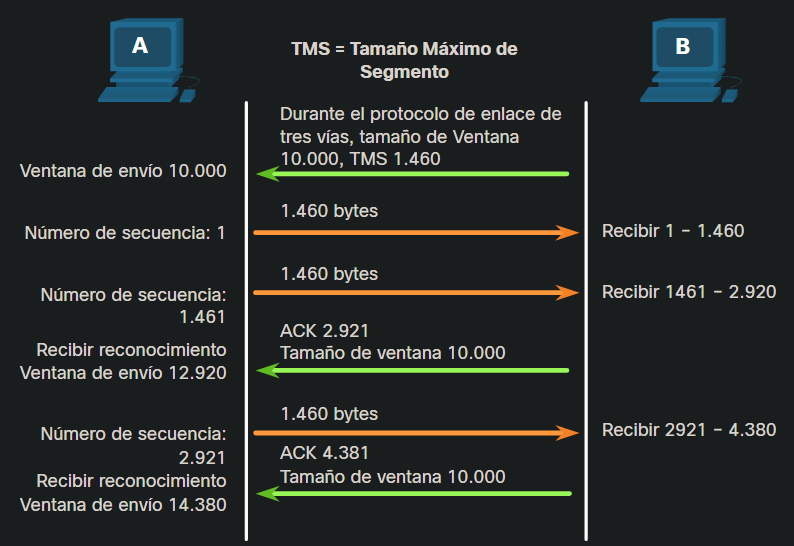 A
B
TMS = Tamaño Máximo de
Segmento
Durante el protocolo de enlace de
tres vías, tamaño de Ventana
10.000, TMS 1.460
Ventana de envío 10.000
1.460 bytes
Número de secuencia: 1
Recibir 1 – 1.460
1.460 bytes
Número de secuencia:
1.461
Recibir 1461 – 2.920
ACK 2.921
Tamaño de ventana 10.000
Recibir reconocimiento
Ventana de envío 12.920
1.460 bytes
Número de secuencia:
2.921
Recibir 2921 – 4.380
ACK 4.381
Tamaño de ventana 10.000
Recibir reconocimiento
Ventana de envío 14.380